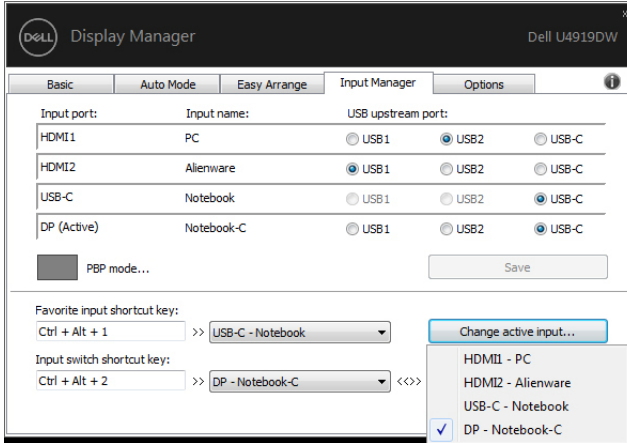 DELL Display Manager Dell U4919DW
Basic Auto Mode Easy Arrange Input Manager Options
Input port: Input name: USB upstream port:
HDMI1 PC USB1 USB2 USB-C
HDMI2 Alienware USB1 USB2 USB-C
USB-C Notebook USB1 USB2 USB-C
DP (Active) Notebook-C USB1 USB2 USB-C
PBP mode... Save
Favorite input shortcut key:
Ctrl + Alt + 1 >> USB-C - Notebook Change active input...
Input switch shortcut key:
Ctrl + Alt + 2 >> DP - Notebook-C <<>>
HDMI1 - PC
HDMI2 - Alienware
USB-C - Notebook
DP - Notebook-C